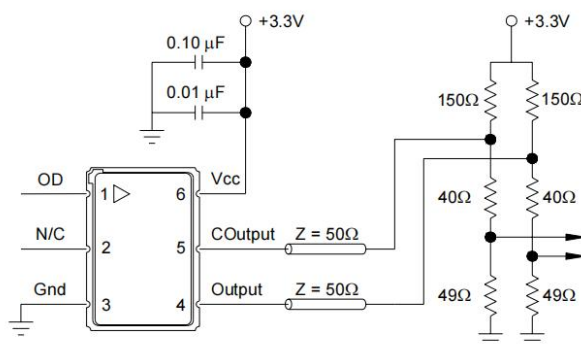 +3.3V
+3.3V
0.10 µF
0.01 µF
150Ω
150Ω
OD
1
6
Vcc
40Ω
40Ω
N/C
2
5
COutput
Z = 50Ω
Gnd
3
4
Output
Z = 50Ω
49Ω
49Ω